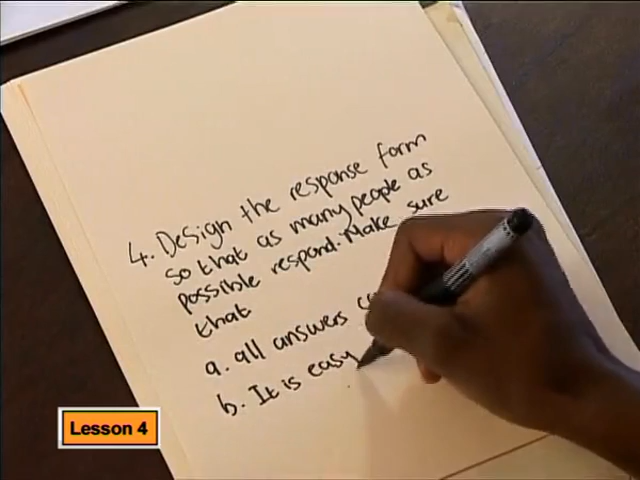 4. Design the response form
so that as many people as
possible respond. Make sure
that
a. all answers
b. It is easy
Lesson 4